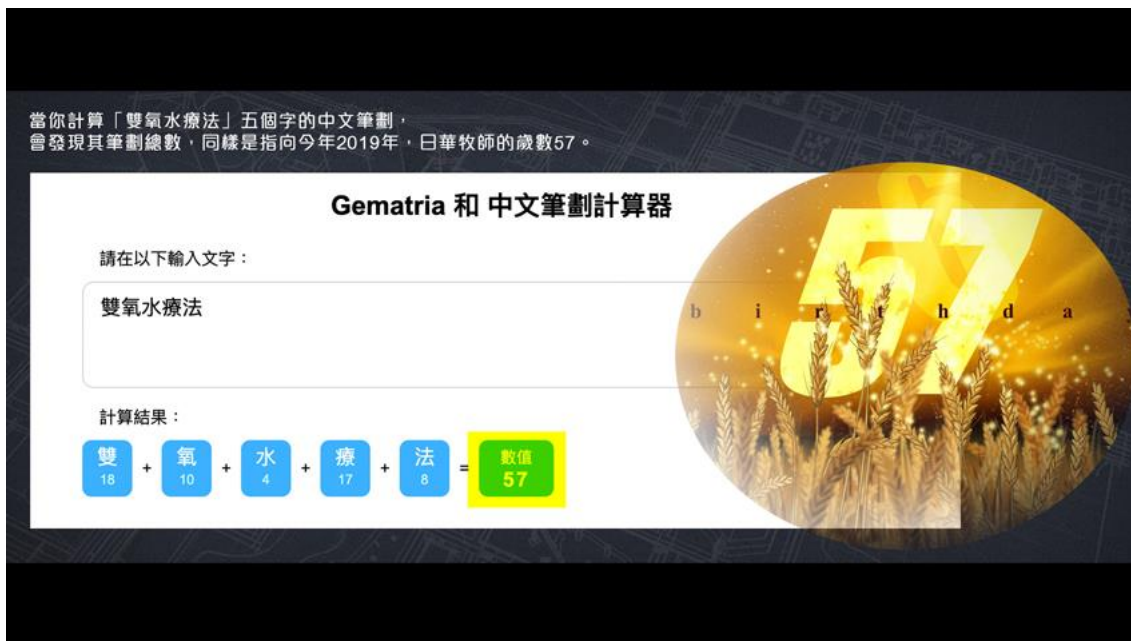 當你計算「雙氧水療法」五個字的中文筆劃，
會發現其筆劃總數，同樣是指向今年2019年，日華牧師的歲數57。
Gematria 和 中文筆劃計算器
請在以下輸入文字：
雙氧水療法
birthda
57
計算結果：
雙 + 氧 + 水 + 療 + 法 = 數值
18 10 4 17 8 57